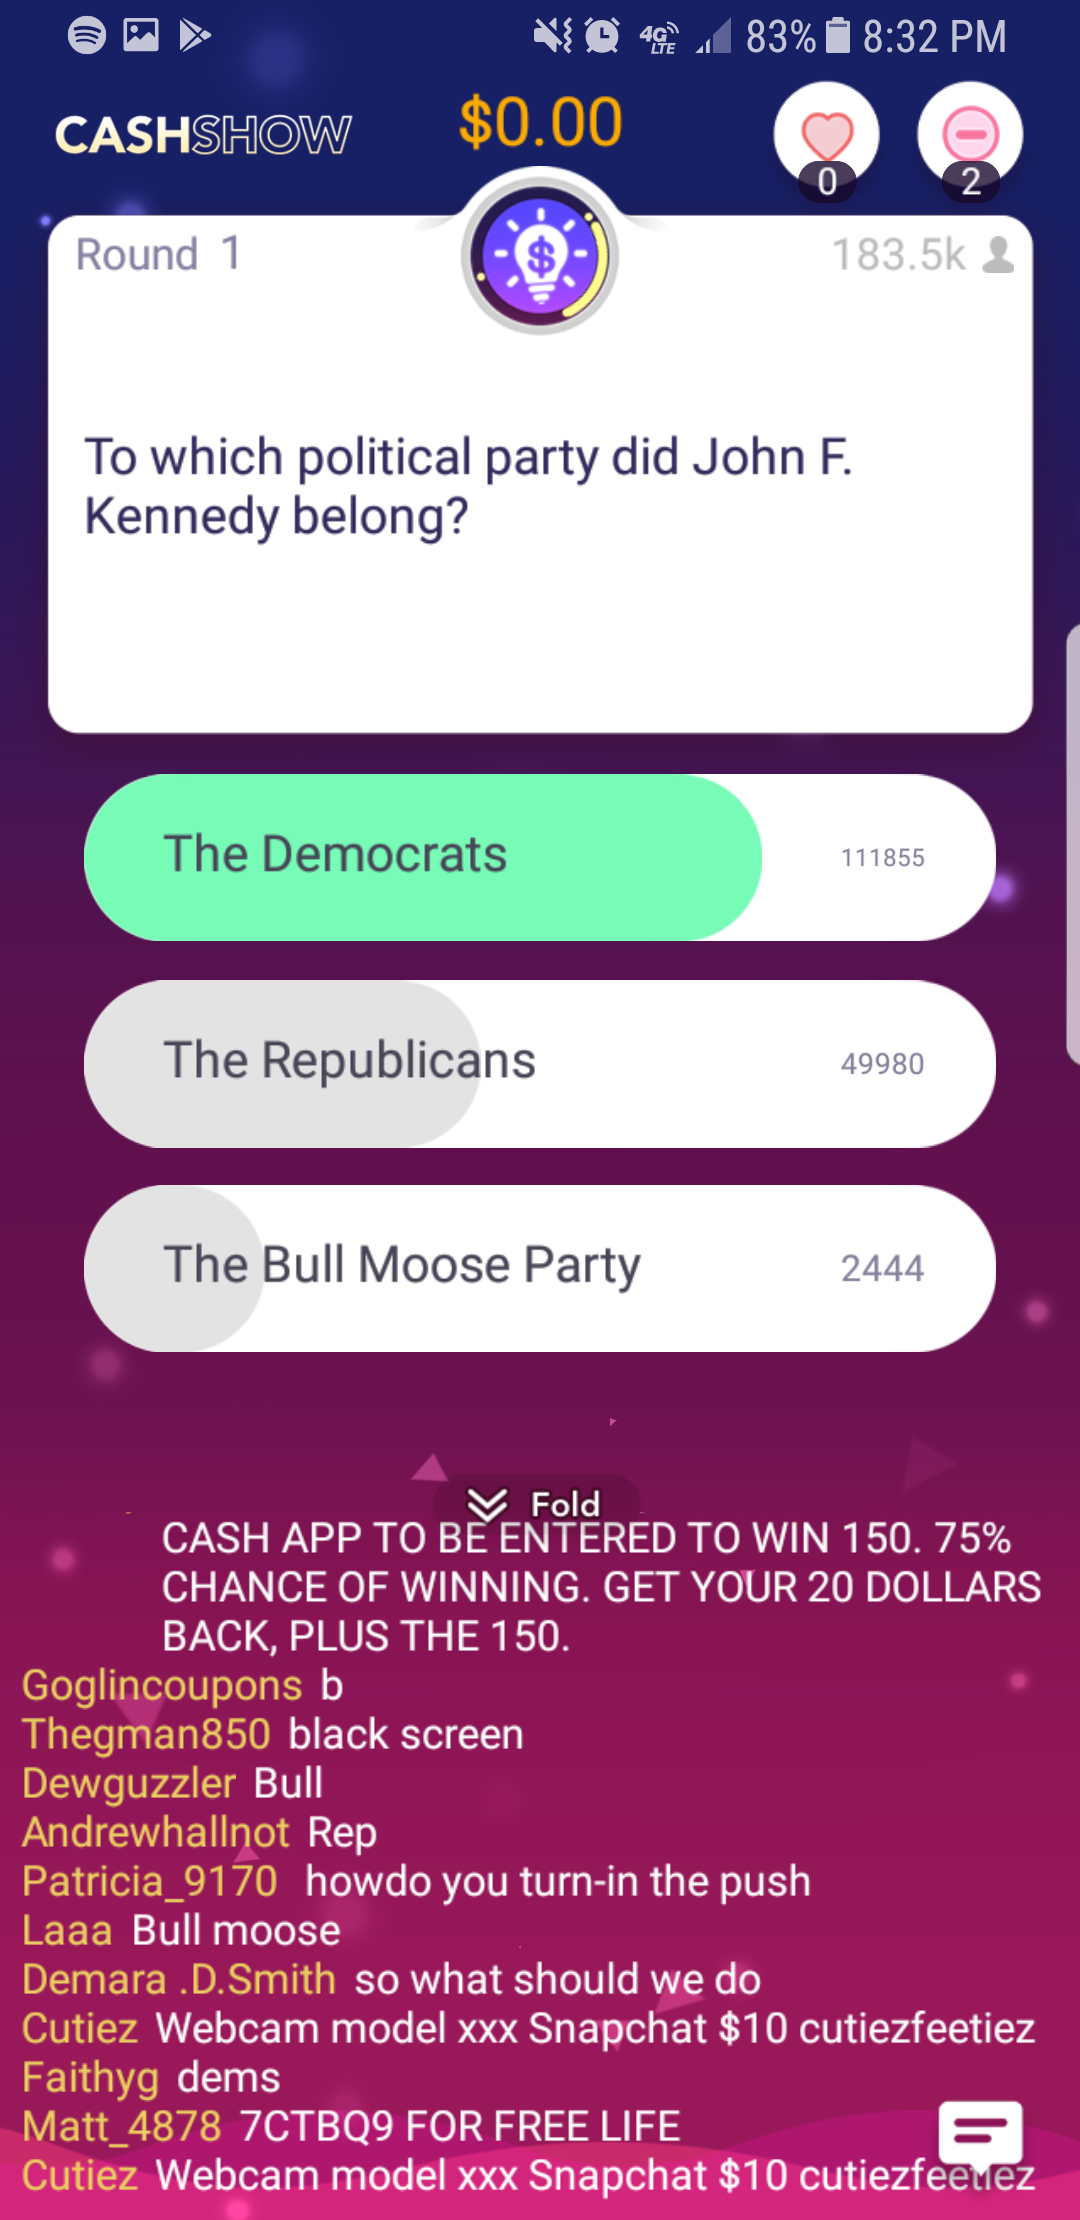 4G LTE 83% 8:32 PM
CASHSHOW $0.00
0 2
Round 1 183.5k
$
To which political party did John F.
Kennedy belong?
The Democrats 111855
The Republicans 49980
The Bull Moose Party 2444
Fold
CASH APP TO BE ENTERED TO WIN 150. 75%
CHANCE OF WINNING. GET YOUR 20 DOLLARS
BACK, PLUS THE 150.
Goglincoupons b
Thegman850 black screen
Dewguzzler Bull
Andrewhallnot Rep
Patricia_9170 howdo you turn-in the push
Laaa Bull moose
Demara .D.Smith so what should we do
Cutiez Webcam model xxx Snapchat $10 cutiezfeetiez
Faithyg dems
Matt_4878 7CTBQ9 FOR FREE LIFE
Cutiez Webcam model xxx Snapchat $10 cutiezfeetiez